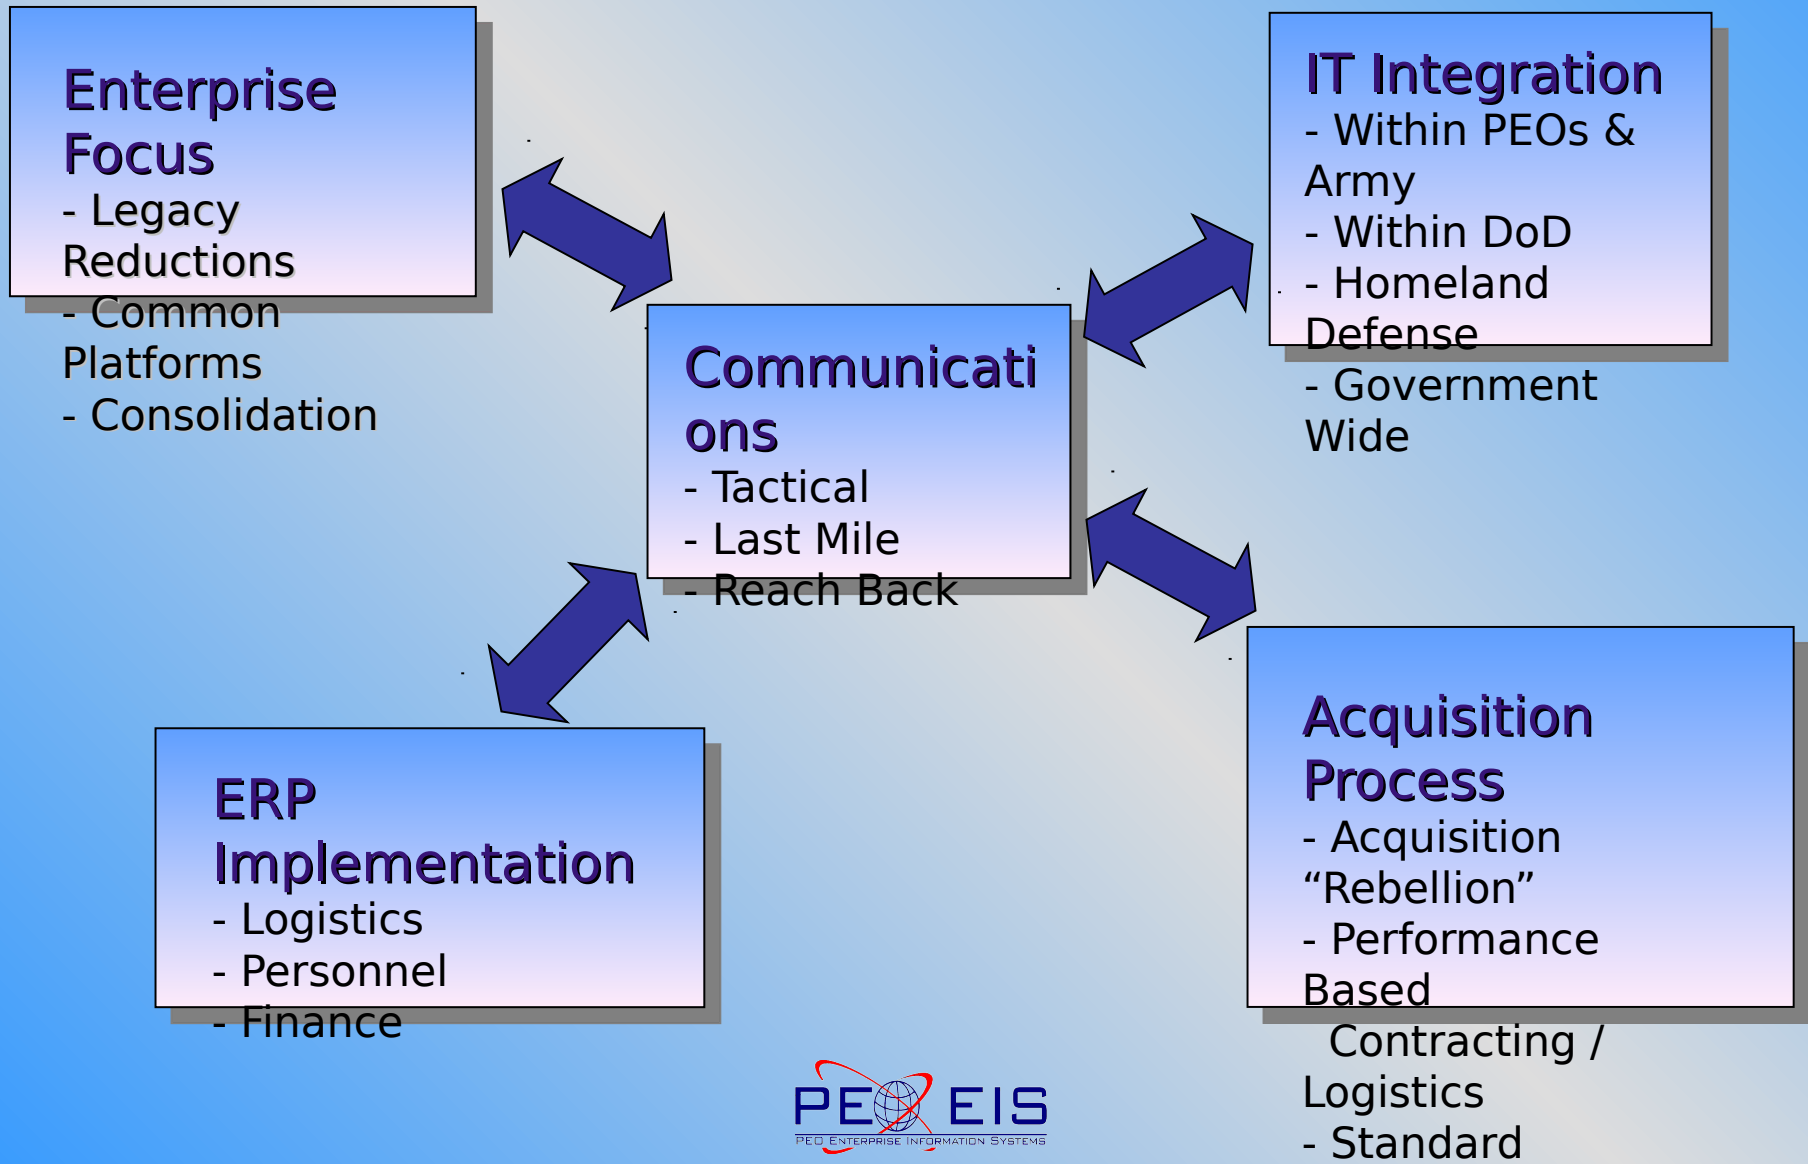 Enterprise
Focus
- Legacy
Reductions
- Common
Platforms
- Consolidation
IT Integration
- Within PEOs &
Army
- Within DoD
- Homeland
Defense
- Government
Wide
Communicati
ons
- Tactical
- Last Mile
- Reach Back
ERP
Implementation
- Logistics
- Personnel
- Finance
Acquisition
Process
- Acquisition
“Rebellion”
- Performance
Based
Contracting /
Logistics
- Standard
PEO EIS
PEO ENTERPRISE INFORMATION SYSTEMS